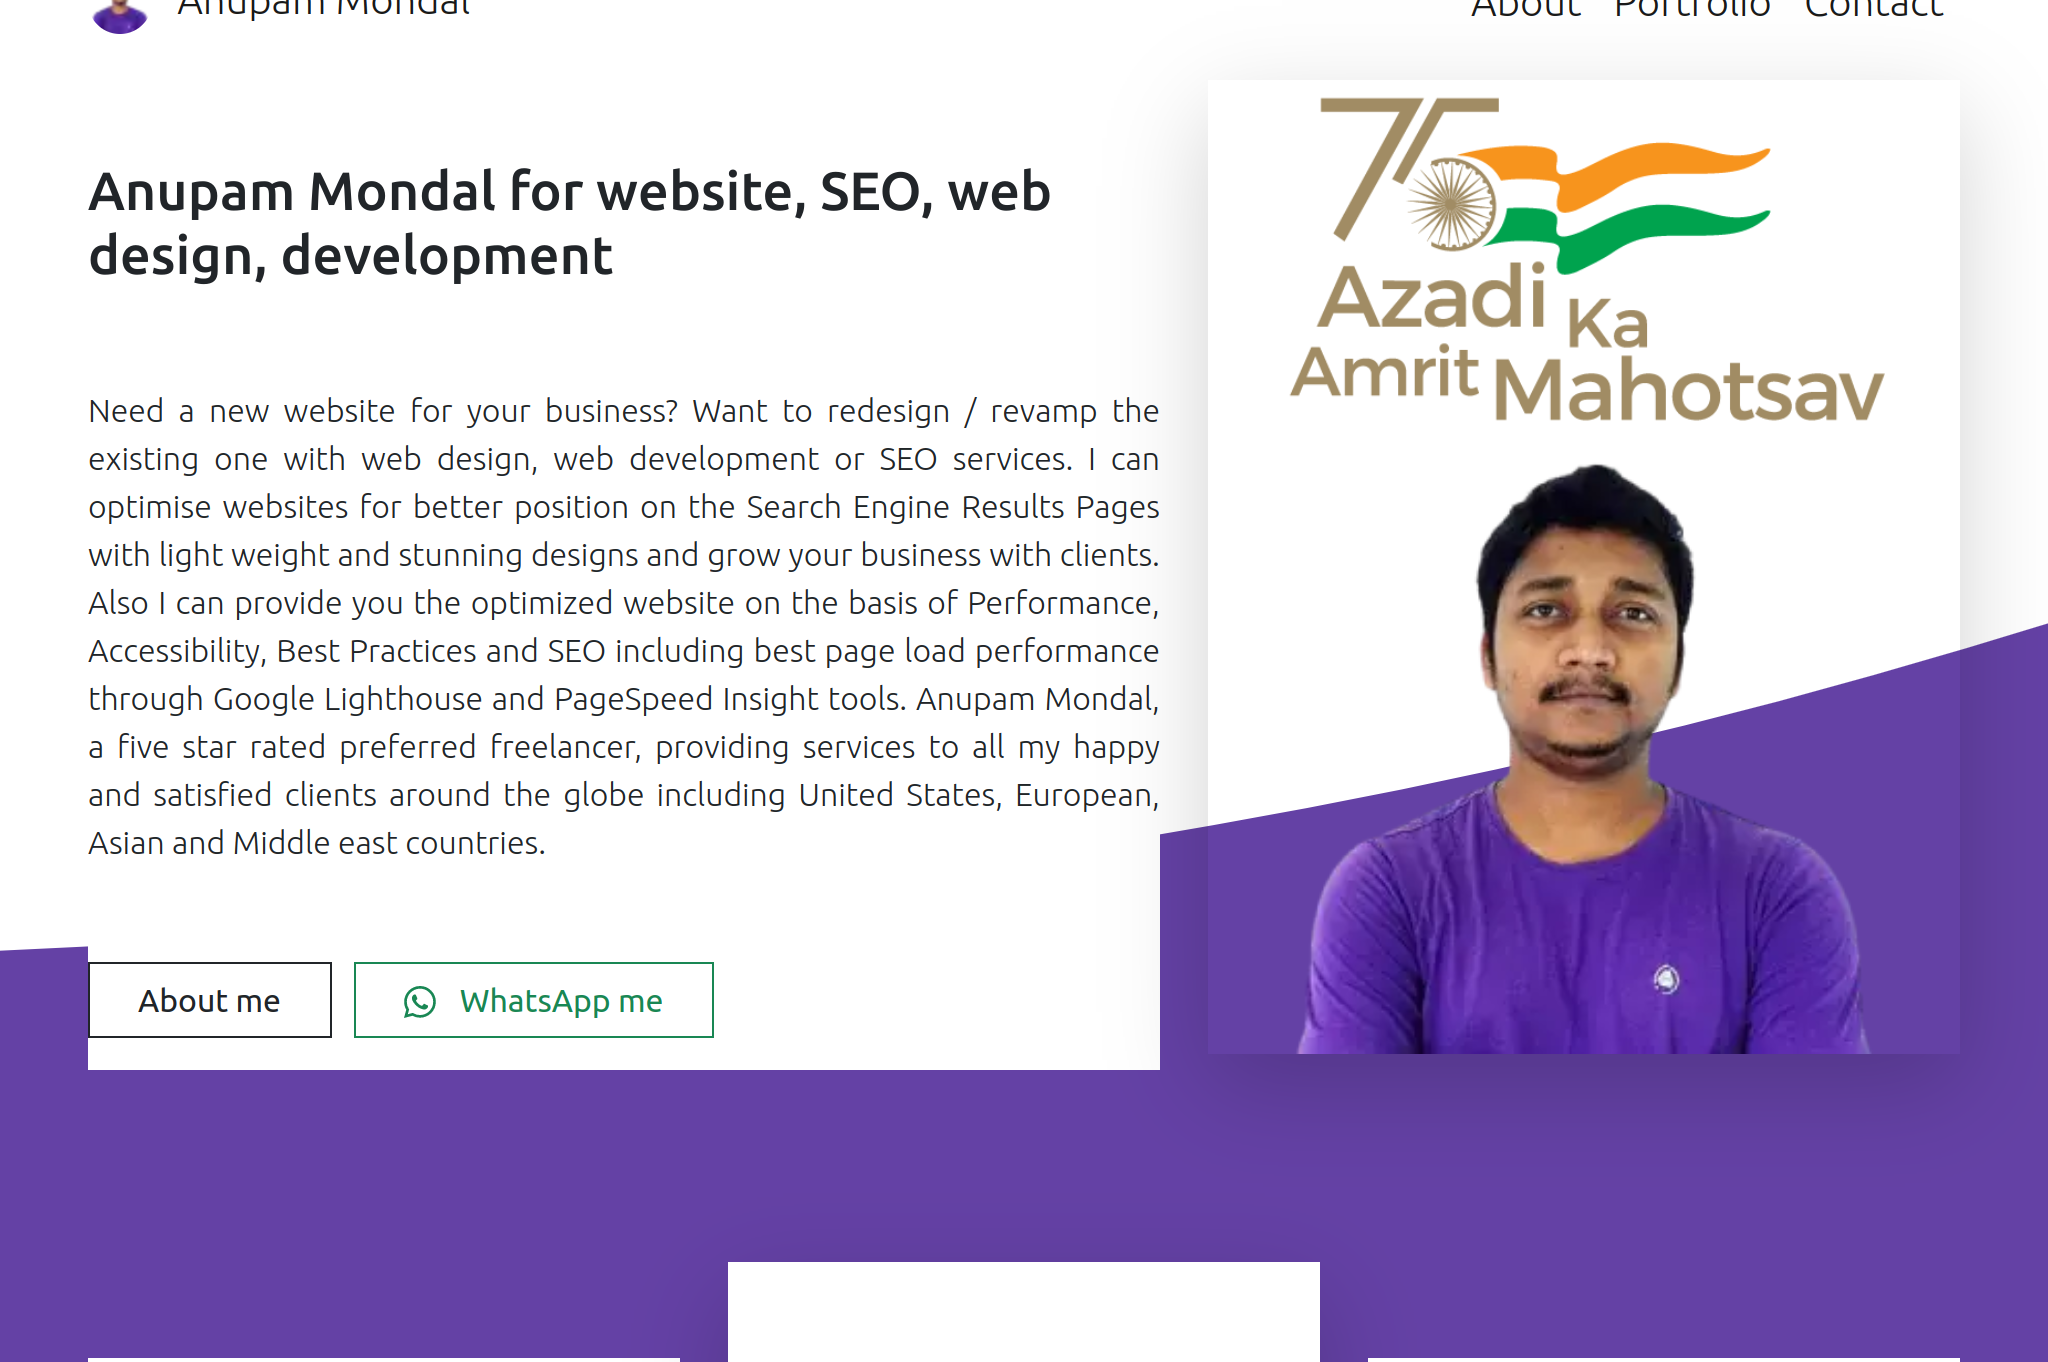 Anupam Mondal
About Portfolio Contact
Anupam Mondal for website, SEO, web
design, development
Need a new website for your business? Want to redesign / revamp the
existing one with web design, web development or SEO services. I can
optimise websites for better position on the Search Engine Results Pages
with light weight and stunning designs and grow your business with clients.
Also I can provide you the optimized website on the basis of Performance,
Accessibility, Best Practices and SEO including best page load performance
through Google Lighthouse and PageSpeed Insight tools. Anupam Mondal,
a five star rated preferred freelancer, providing services to all my happy
and satisfied clients around the globe including United States, European,
Asian and Middle east countries.
About me
WhatsApp me
75
Azadi Ka
Amrit Mahotsav